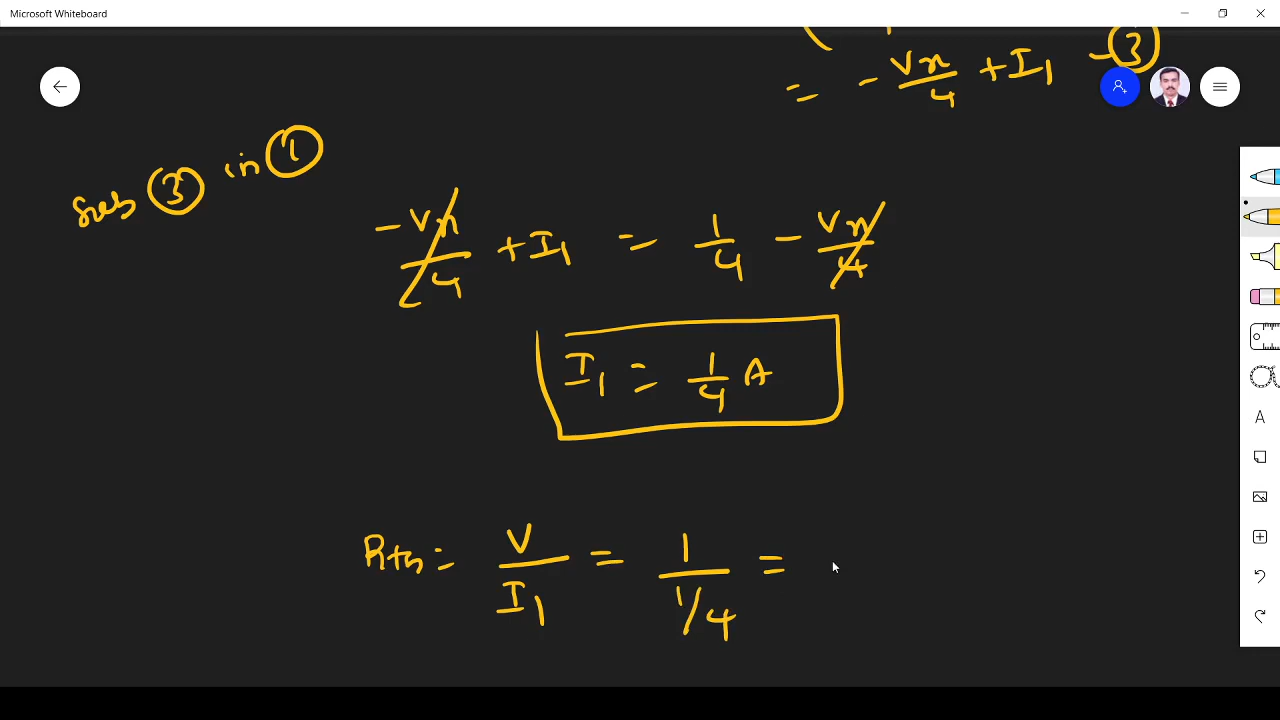 Microsoft Whiteboard
= - Vx/4 + I1 - 3
Sub 3 in 1
-Vx/4 + I1 = 1/4 - Vx/4
I1 = 1/4 A
Rth = V/I1 = 1/(1/4) =
A